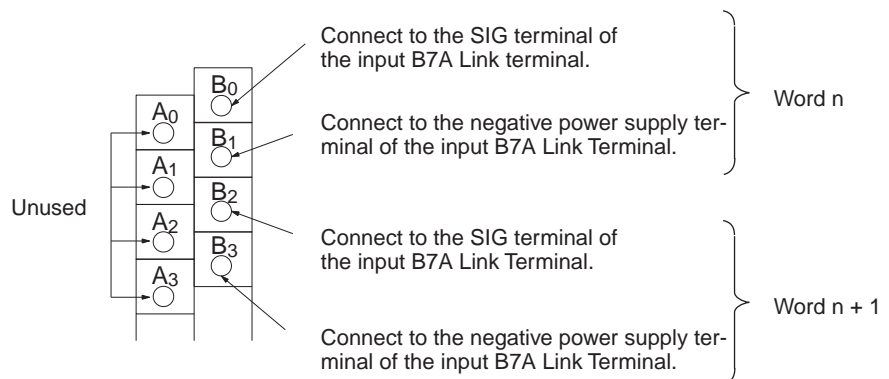 Connect to the SIG terminal of
the input B7A Link terminal.
Word n
B0
A0
Connect to the negative power supply ter-
minal of the input B7A Link Terminal.
B1
A1
Unused
B2
A2
Connect to the SIG terminal of
the input B7A Link Terminal.
B3
A3
Word n + 1
Connect to the negative power supply ter-
minal of the input B7A Link Terminal.